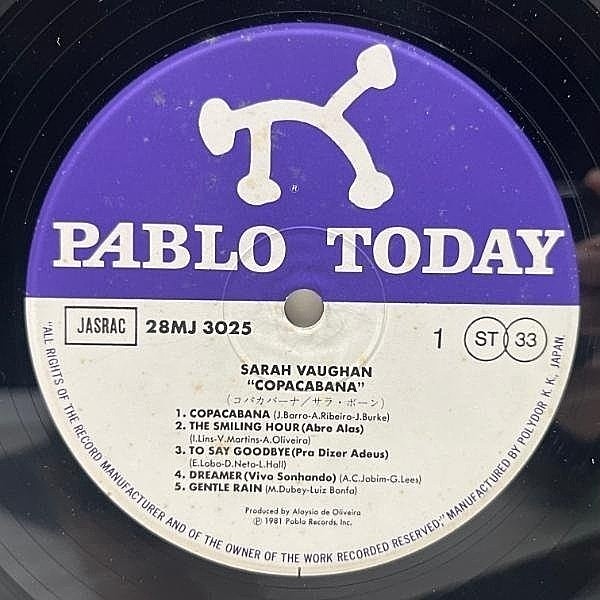 ®
PABLO TODAY
JASRAC 28MJ 3025 1 ST 33
SARAH VAUGHAN
"COPACABANA"
(コパカバーナ/サラ・ボーン)
1. COPACABANA (J.Barro-A.Ribeiro-J.Burke)
2. THE SMILING HOUR (Abre Alas)
(I.Lins-V.Martins-A.Oliveira)
3. TO SAY GOODBYE (Pra Dizer Adeus)
(E.Lobo-D.Neto-L.Hall)
4. DREAMER (Vivo Sonhando) (A.C.Jobim-G.Lees)
5. GENTLE RAIN (M.Dubey-Luiz Bonfa)
Produced by Aloysio de Oliveira
℗ 1981 Pablo Records, Inc.
"ALL RIGHTS OF THE RECORD MANUFACTURER AND OF THE OWNER OF THE WORK RECORDED RESERVED," MANUFACTURED BY POLYDOR K. K., JAPAN.